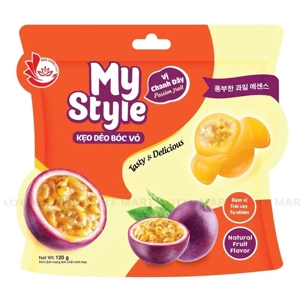 My
Style
KẸO DẺO BÓC VỎ
Vị
Chanh Dây
Passion fruit
풍부한 과일 에센스
Tasty & Delicious
Đậm vị
Trái cây
Tự nhiên
Natural
Fruit
Flavor
Net Wt: 120 g